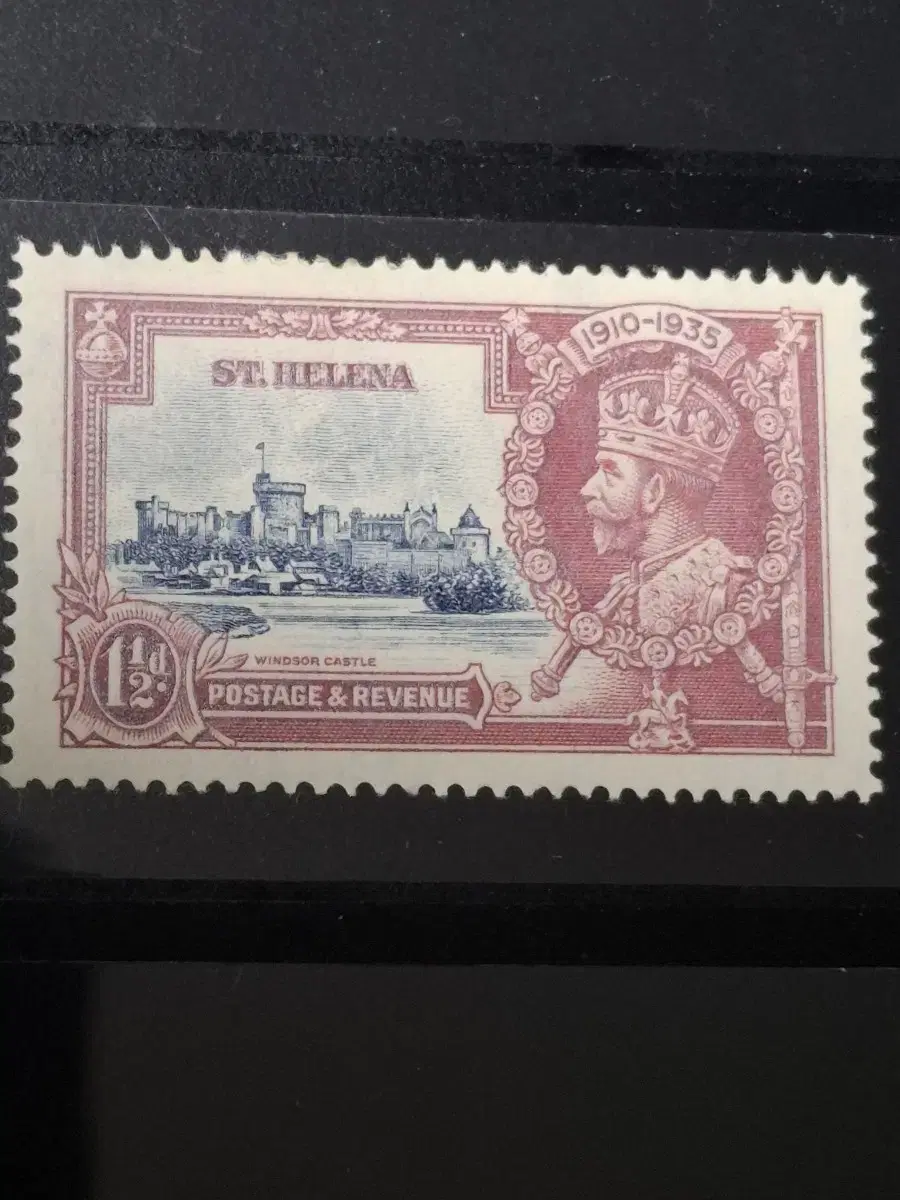 1910-1935
ST. HELENA
WINDSOR CASTLE
1½d.
POSTAGE & REVENUE